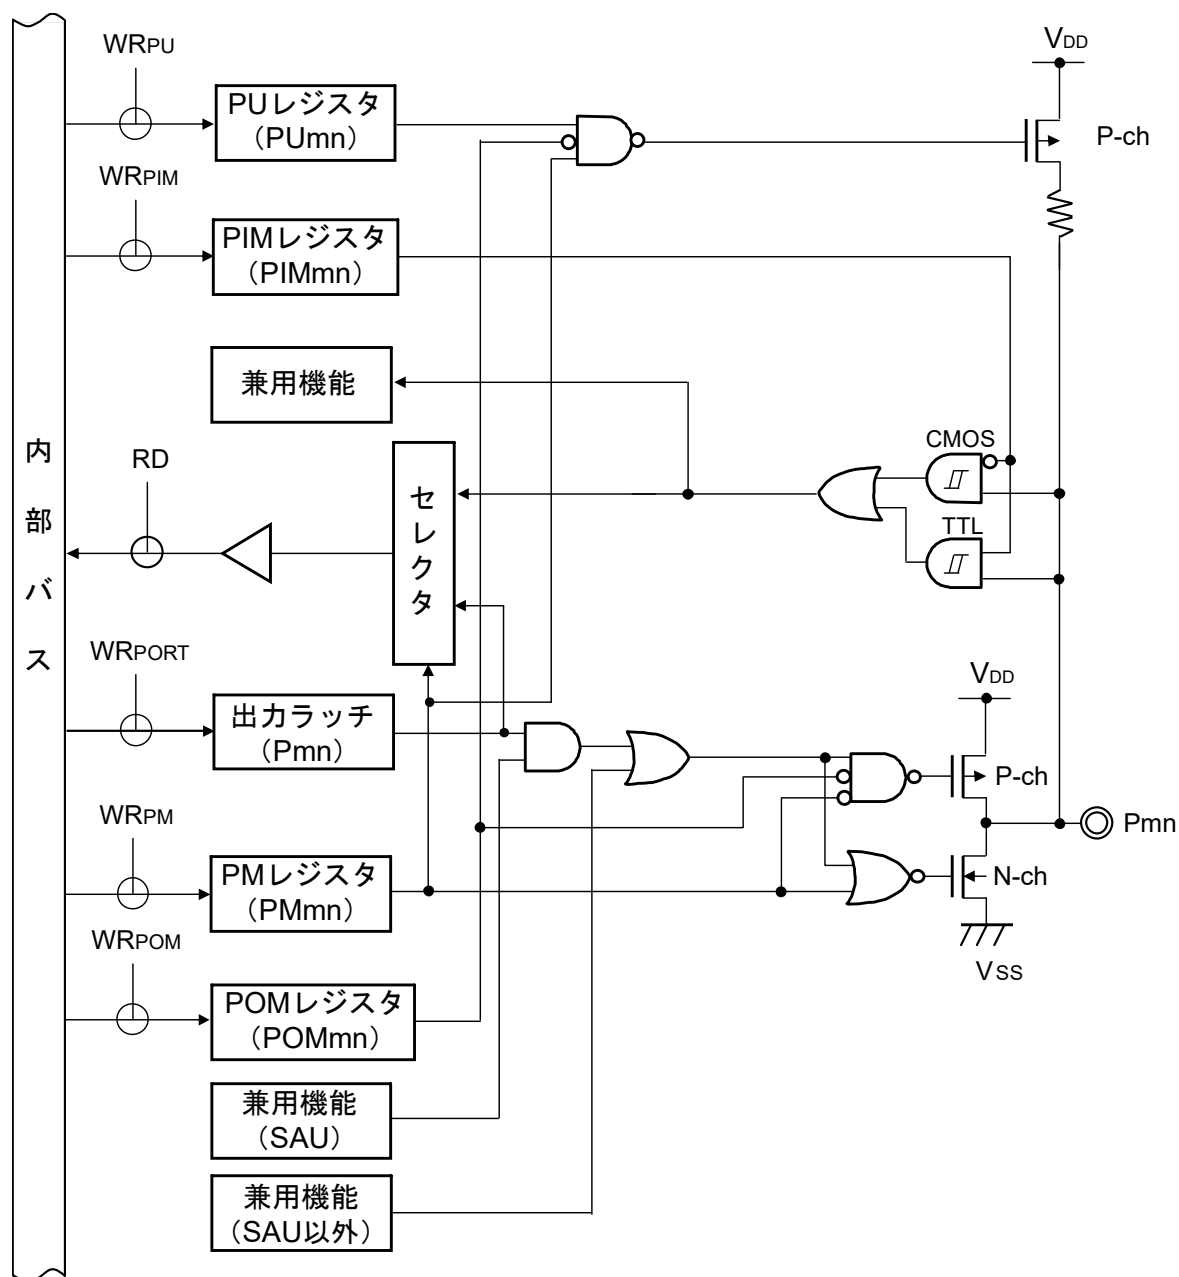 WRPU
VDD
PUレジスタ
（PUmn）
P-ch
WRPIM
PIMレジスタ
（PIMmn）
兼用機能
CMOS
内部バス
RD
セレクタ
TTL
WRPORT
VDD
出力ラッチ
（Pmn）
P-ch
WRPM
Pmn
PMレジスタ
（PMmn）
N-ch
WRPOM
VSS
POMレジスタ
（POMmn）
兼用機能
（SAU）
兼用機能
（SAU以外）